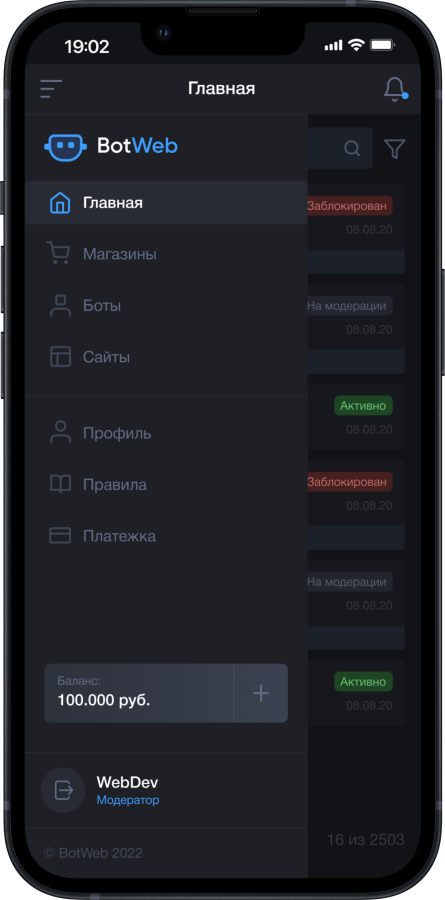 19:02
Главная
BotWeb
Главная
Магазины
Боты
Сайты
Профиль
Правила
Платежка
Баланс:
100.000 руб.
WebDev
Модератор
© BotWeb 2022
Заблокирован
08.08.20
На модерации
08.08.20
Активно
08.08.20
Заблокирован
08.08.20
На модерации
08.08.20
Активно
08.08.20
16 из 2503